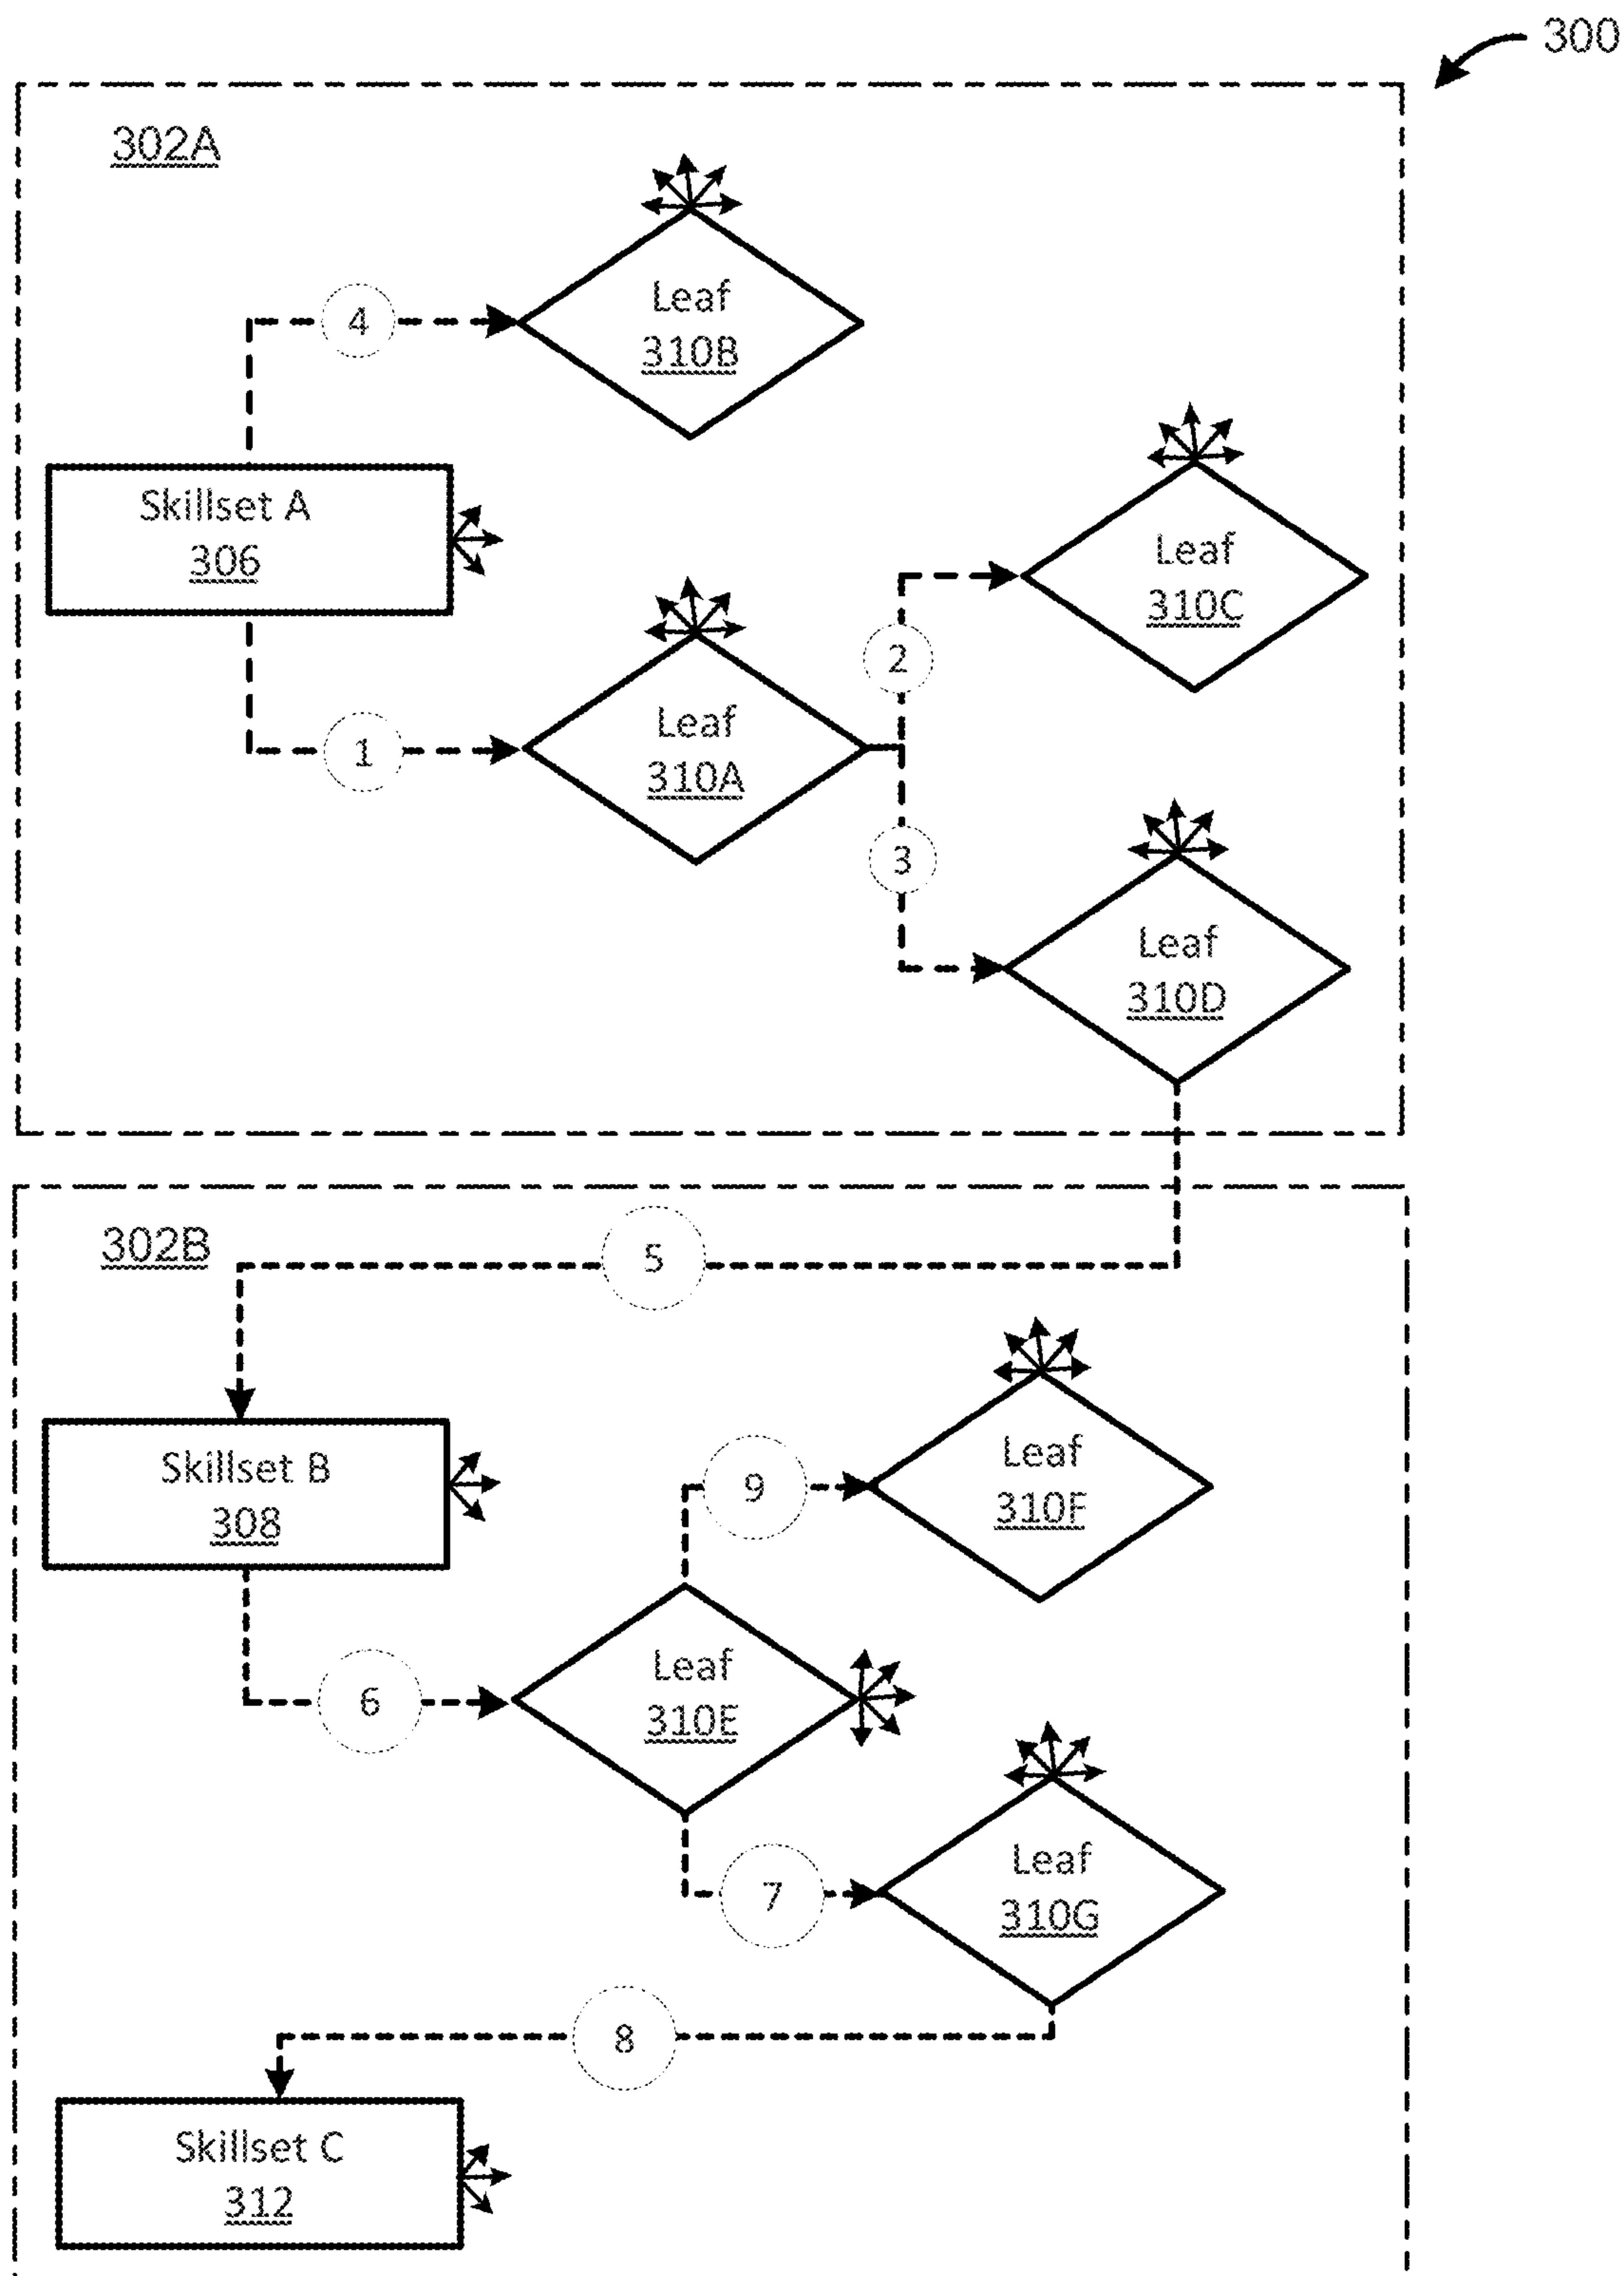 300
302A
4
Leaf
310B
Skillset A
306
Leaf
310C
2
1
Leaf
310A
3
Leaf
310D
302B
5
Skillset B
308
9
Leaf
310F
6
Leaf
310E
7
Leaf
310G
8
Skillset C
312